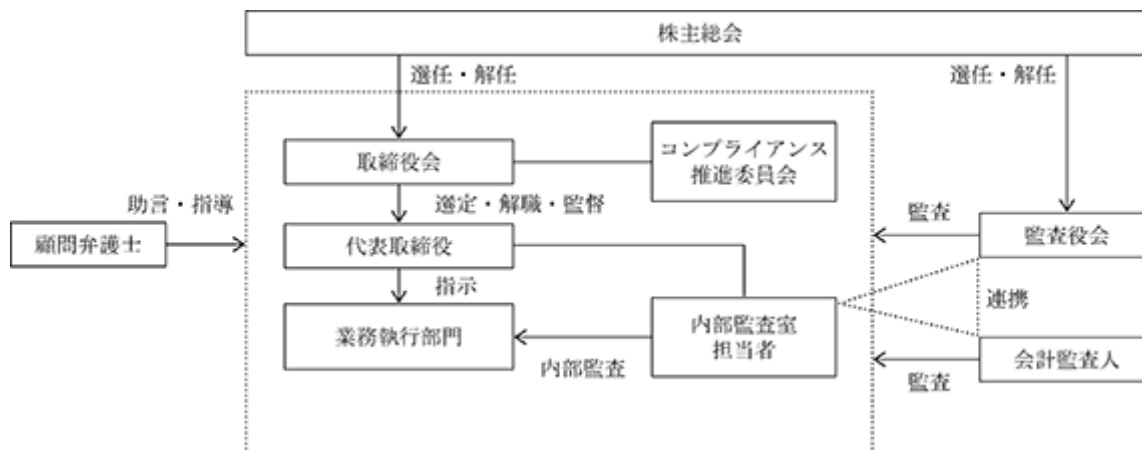 株主総会
選任・解任
選任・解任
取締役会
コンプライアンス
推進委員会
助言・指導
選定・解職・監督
監査
顧問弁護士
代表取締役
監査役会
指示
連携
業務執行部門
内部監査室
担当者
内部監査
監査
会計監査人